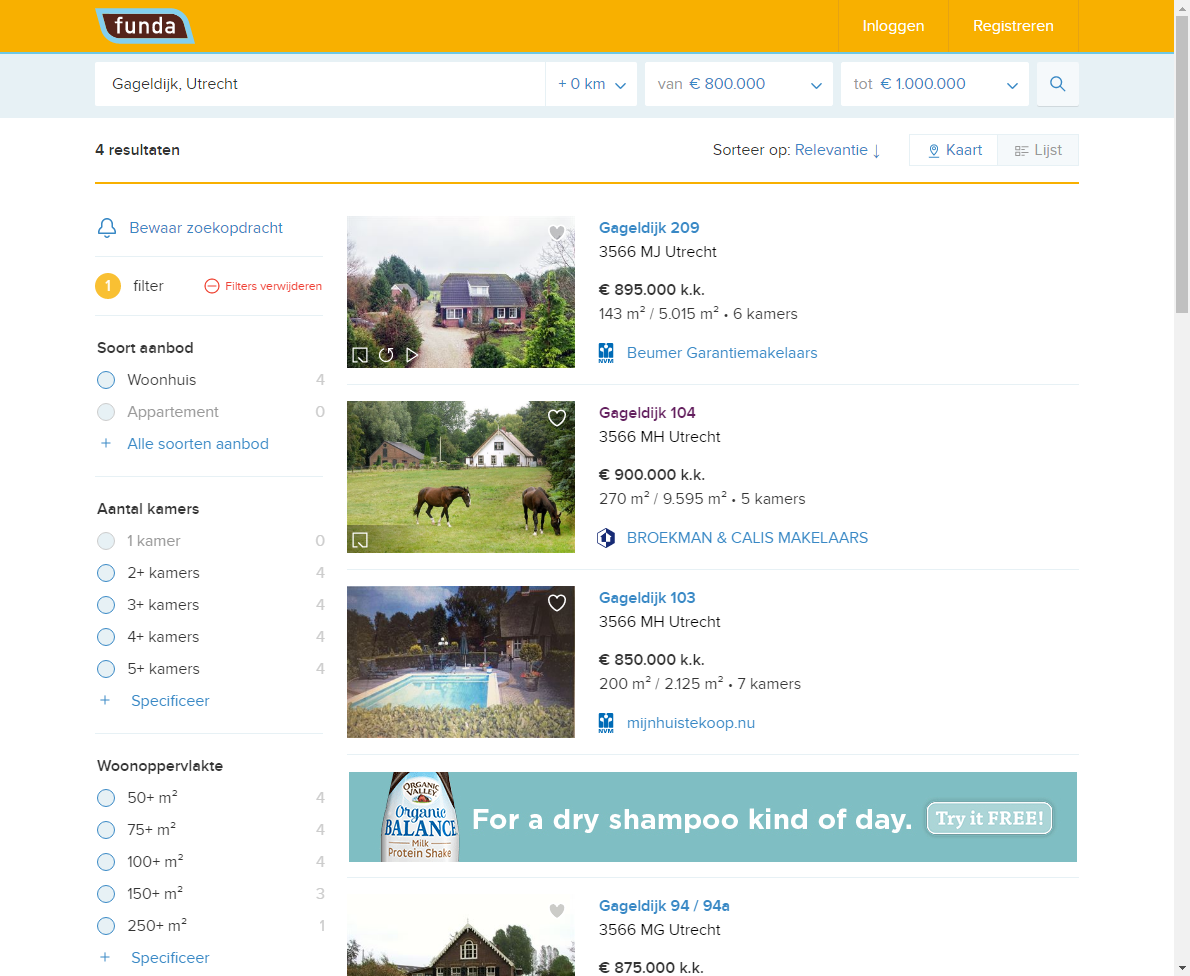 funda
Inloggen
Registreren
Gageldijk, Utrecht
+ 0 km
van € 800.000
tot € 1.000.000
4 resultaten
Sorteer op: Relevantie ↓
Kaart
Lijst
Bewaar zoekopdracht
1 filter
Filters verwijderen
Soort aanbod
Woonhuis 4
Appartement 0
+ Alle soorten aanbod
Aantal kamers
1 kamer 0
2+ kamers 4
3+ kamers 4
4+ kamers 4
5+ kamers 4
+ Specificeer
Woonoppervlakte
50+ m² 4
75+ m² 4
100+ m² 4
150+ m² 3
250+ m² 1
+ Specificeer
Gageldijk 209
3566 MJ Utrecht
€ 895.000 k.k.
143 m² / 5.015 m² • 6 kamers
NVM
Beumer Garantiemakelaars
Gageldijk 104
3566 MH Utrecht
€ 900.000 k.k.
270 m² / 9.595 m² • 5 kamers
BROEKMAN & CALIS MAKELAARS
Gageldijk 103
3566 MH Utrecht
€ 850.000 k.k.
200 m² / 2.125 m² • 7 kamers
NVM
mijnhuistekoop.nu
ORGANIC
VALLEY
Organic
BALANCE
Milk
Protein Shake
For a dry shampoo kind of day.
Try it FREE!
Gageldijk 94 / 94a
3566 MG Utrecht
€ 875.000 k.k.